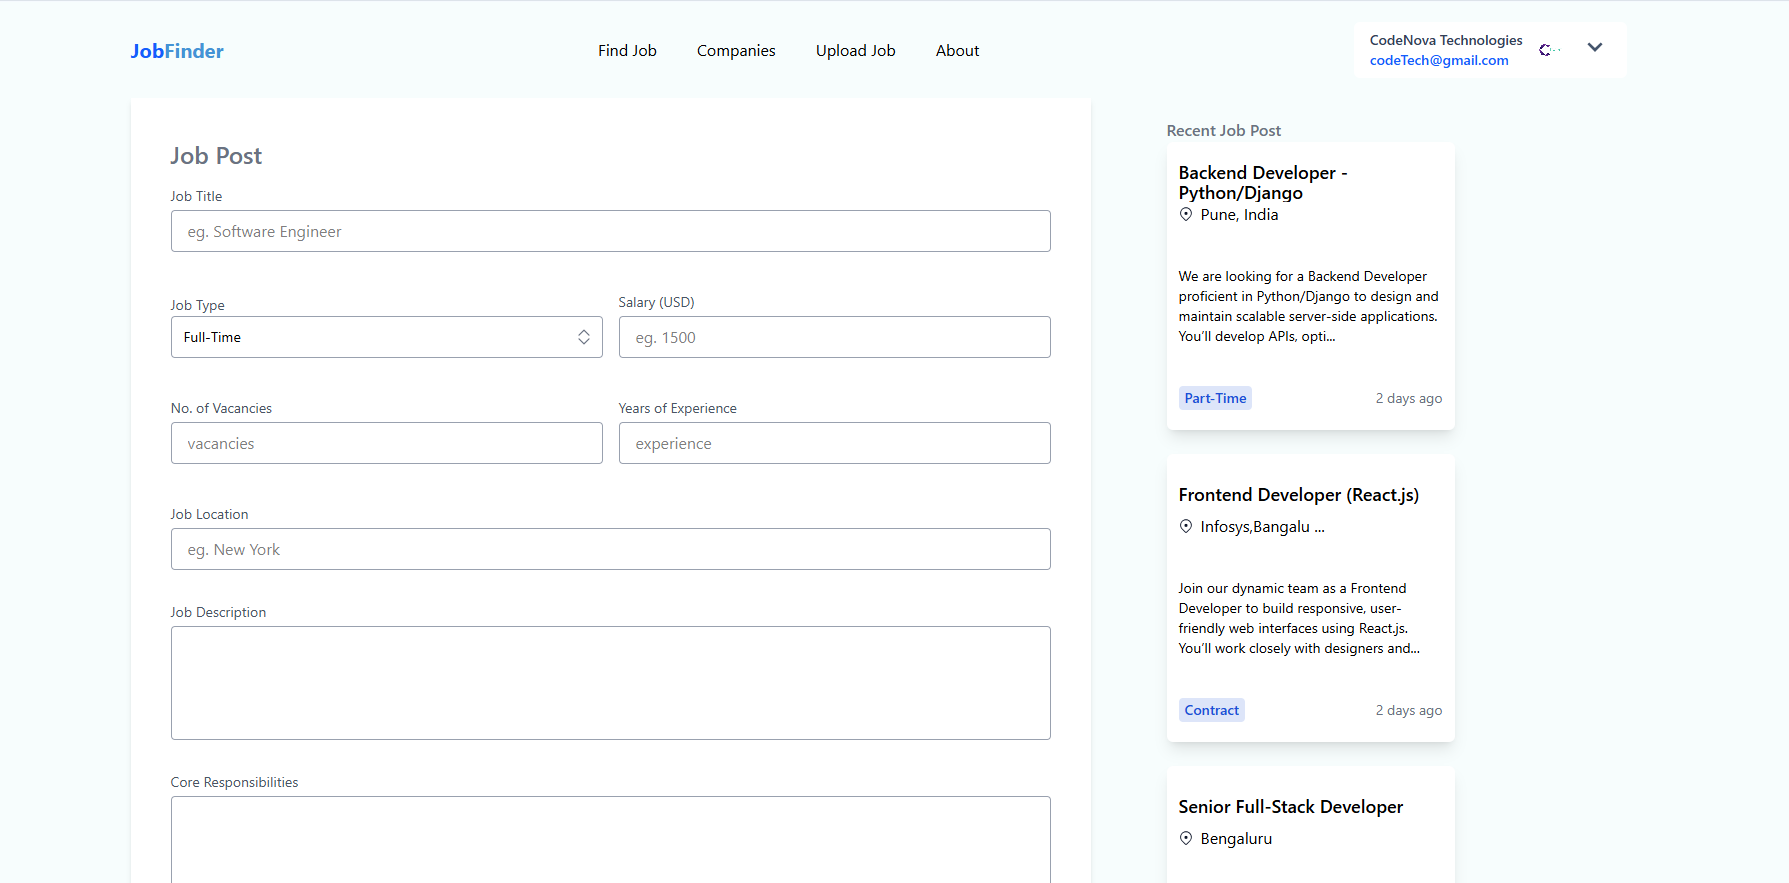 JobFinder
Find Job
Companies
Upload Job
About
CodeNova Technologies
codeTech@gmail.com
Job Post
Job Title
eg. Software Engineer
Job Type
Full-Time
Salary (USD)
eg. 1500
No. of Vacancies
vacancies
Years of Experience
experience
Job Location
eg. New York
Job Description
Core Responsibilities
Recent Job Post
Backend Developer -
Python/Django
Pune, India
We are looking for a Backend Developer
proficient in Python/Django to design and
maintain scalable server-side applications.
You’ll develop APIs, opti...
Part-Time
2 days ago
Frontend Developer (React.js)
Infosys,Bangalu ...
Join our dynamic team as a Frontend
Developer to build responsive, user-
friendly web interfaces using React.js.
You’ll work closely with designers and...
Contract
2 days ago
Senior Full-Stack Developer
Bengaluru